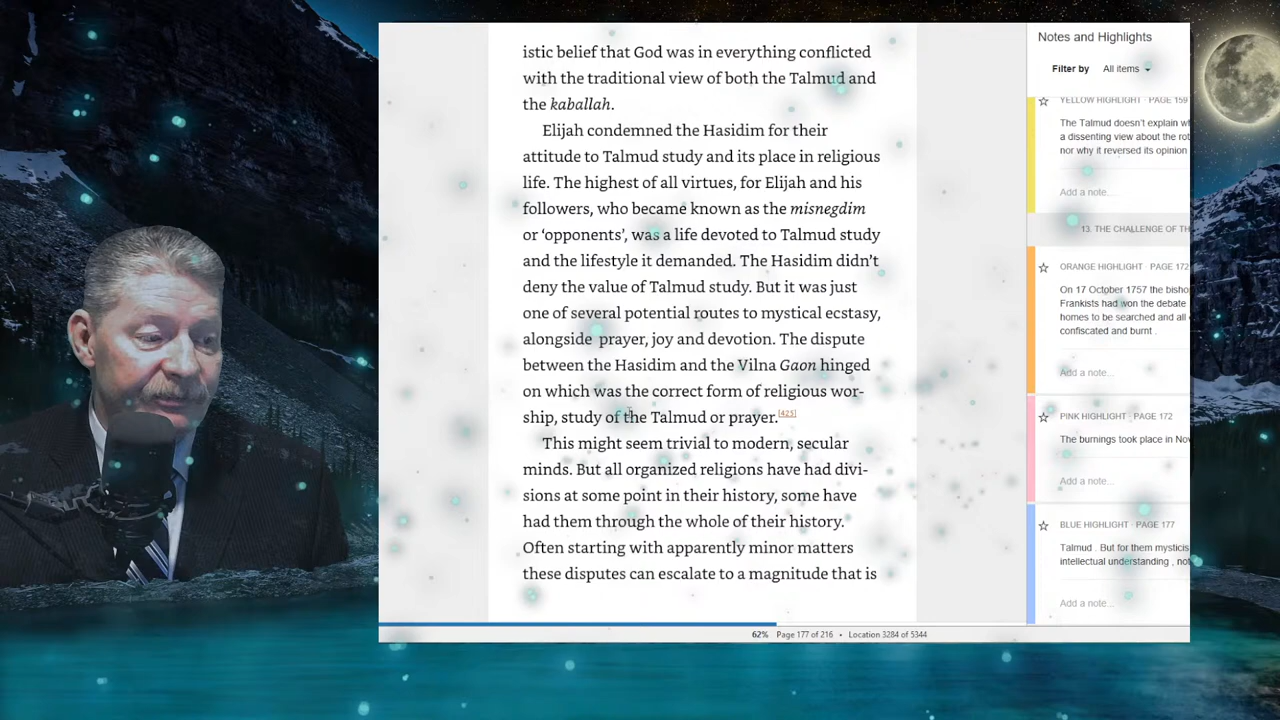 istic belief that God was in everything conflicted
with the traditional view of both the Talmud and
the kaballah.
Elijah condemned the Hasidim for their
attitude to Talmud study and its place in religious
life. The highest of all virtues, for Elijah and his
followers, who became known as the misnegdim
or ‘opponents’, was a life devoted to Talmud study
and the lifestyle it demanded. The Hasidim didn’t
deny the value of Talmud study. But it was just
one of several potential routes to mystical ecstasy,
alongside prayer, joy and devotion. The dispute
between the Hasidim and the Vilna Gaon hinged
on which was the correct form of religious wor-
ship, study of the Talmud or prayer.[425]
This might seem trivial to modern, secular
minds. But all organized religions have had divi-
sions at some point in their history, some have
had them through the whole of their history.
Often starting with apparently minor matters
these disputes can escalate to a magnitude that is
62% Page 177 of 216 • Location 3284 of 5344
Notes and Highlights
Filter by All items
YELLOW HIGHLIGHT · PAGE 159
The Talmud doesn’t explain
a dissenting view about the
nor why it reversed its opinion
Add a note...
13. THE CHALLENGE OF
ORANGE HIGHLIGHT · PAGE 172
On 17 October 1757 the
Frankists had won the debate
homes to be searched and all
confiscated and burnt .
Add a note...
PINK HIGHLIGHT · PAGE 172
The burnings took place in
Add a note...
BLUE HIGHLIGHT · PAGE 177
Talmud . But for them
intellectual understanding ,
Add a note...